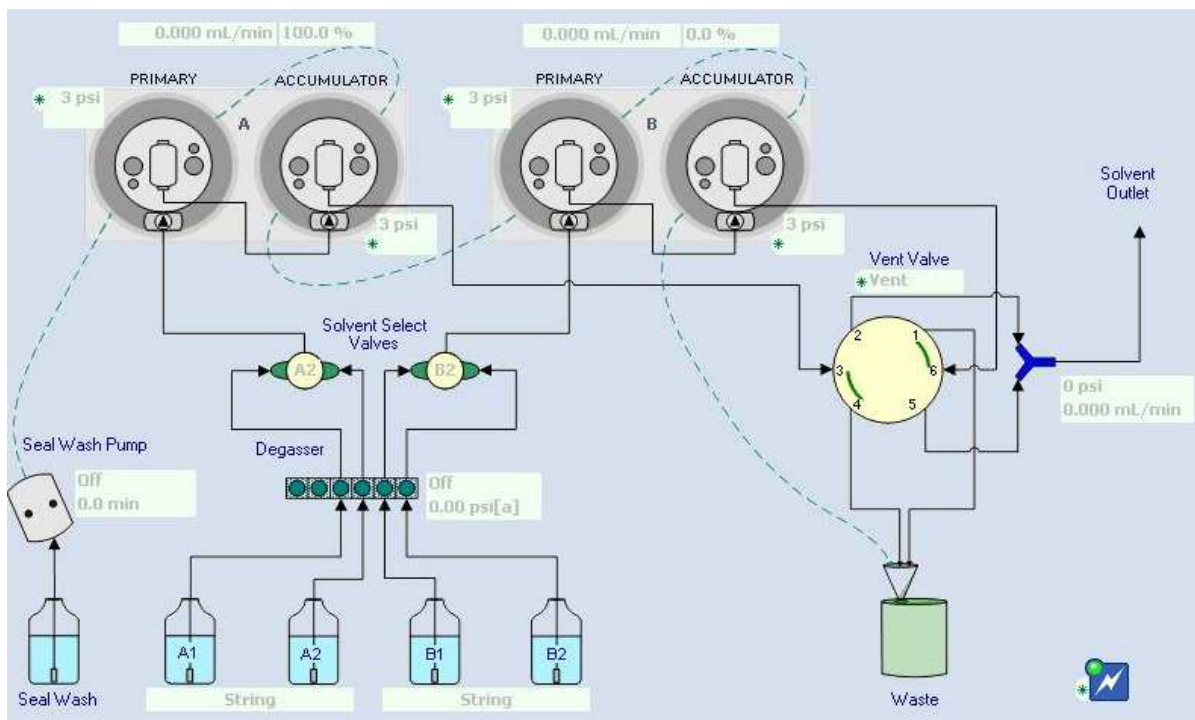 0.000 mL/min 100.0 %
0.000 mL/min 0.0 %
PRIMARY
ACCUMULATOR
PRIMARY
ACCUMULATOR
* 3 psi
A
* 3 psi
B
3 psi
*
3 psi
*
Solvent
Outlet
Vent Valve
* Vent
Solvent Select
Valves
A2
B2
2
1
3
6
4
5
0 psi
0.000 mL/min
Seal Wash Pump
Off
0.0 min
Degasser
Off
0.00 psi[a]
A1
A2
B1
B2
Seal Wash
String
String
Waste
*